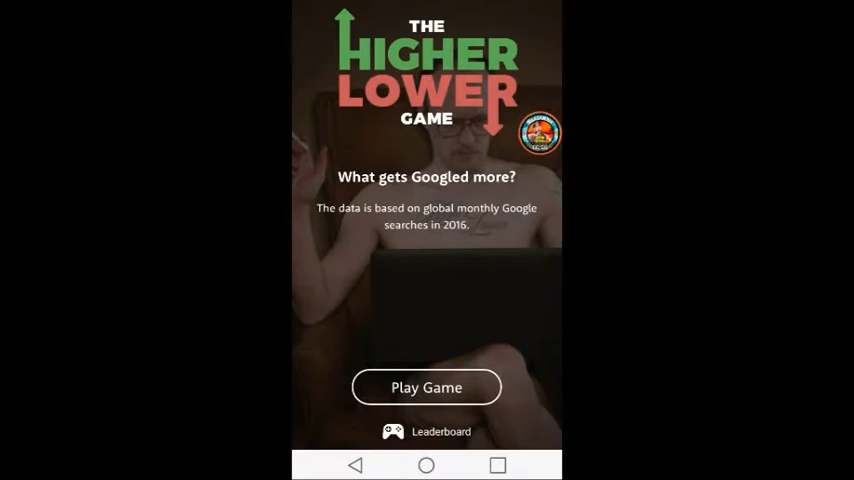 THE
HIGHER
LOWER
GAME
What gets Googled more?
The data is based on global monthly Google
searches in 2016.
Play Game
Leaderboard